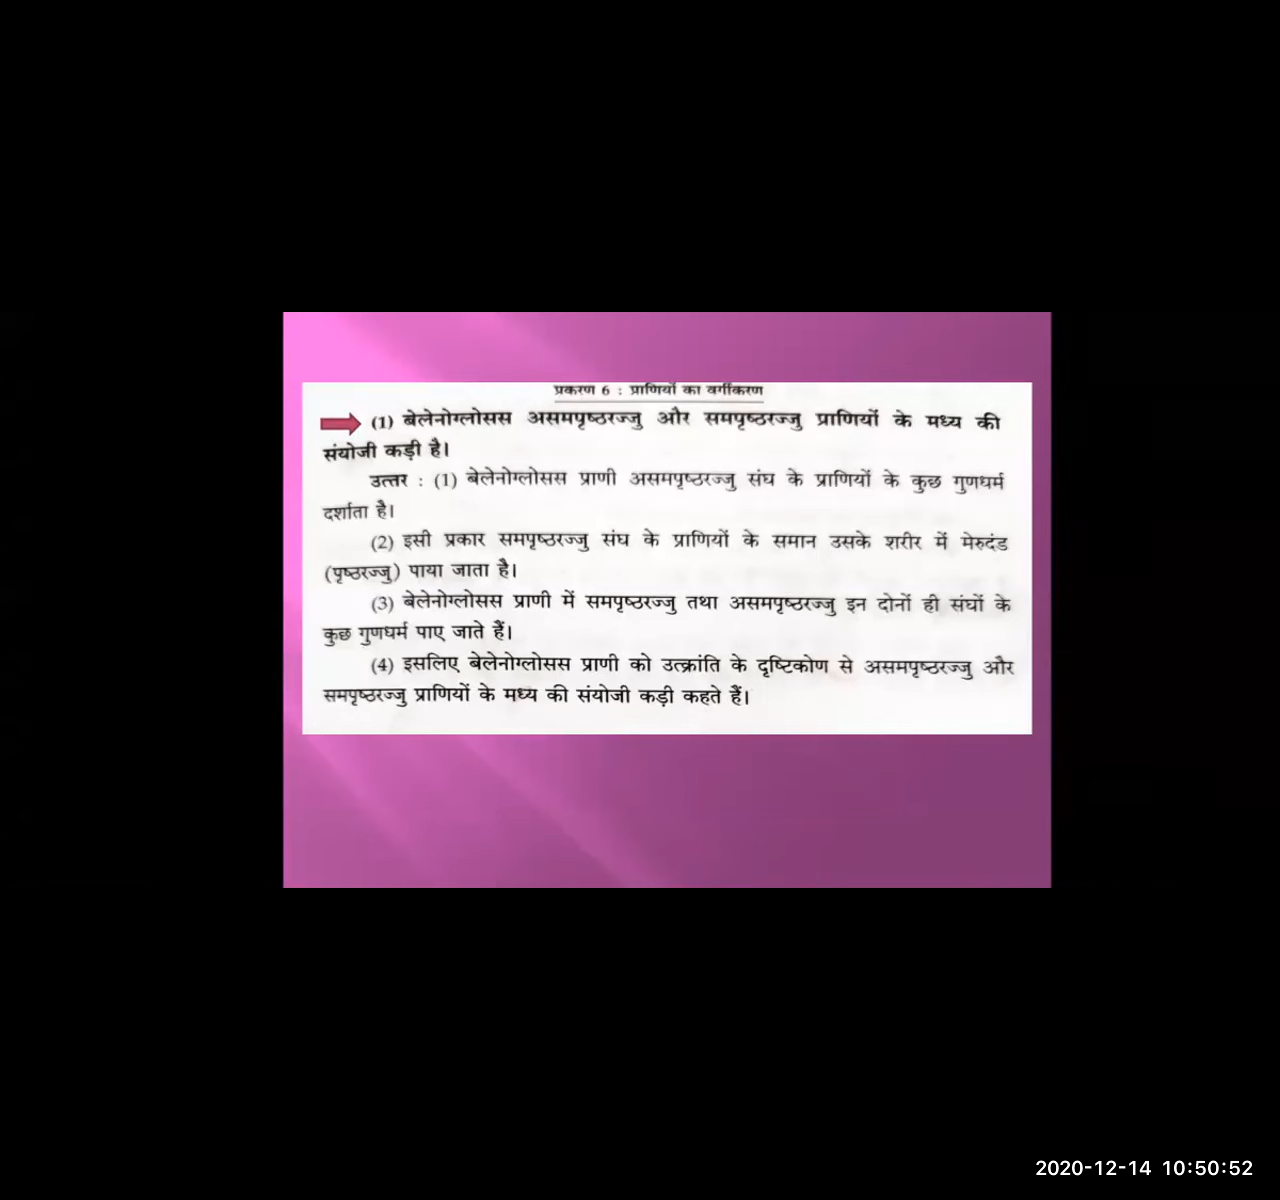 प्रकरण 6 : प्राणियों का वर्गीकरण
(1) बेलेनोग्लोसस असमपृष्ठरज्जु और समपृष्ठरज्जु प्राणियों के मध्य की
संयोजी कड़ी है।
उत्तर : (1) बेलेनोग्लोसस प्राणी असमपृष्ठरज्जु संघ के प्राणियों के कुछ गुणधर्म
दर्शाता है।
(2) इसी प्रकार समपृष्ठरज्जु संघ के प्राणियों के समान उसके शरीर में मेरुदंड
(पृष्ठरज्जु) पाया जाता है।
(3) बेलेनोग्लोसस प्राणी में समपृष्ठरज्जु तथा असमपृष्ठरज्जु इन दोनों ही संघों के
कुछ गुणधर्म पाए जाते हैं।
(4) इसलिए बेलेनोग्लोसस प्राणी को उत्क्रांति के दृष्टिकोण से असमपृष्ठरज्जु और
समपृष्ठरज्जु प्राणियों के मध्य की संयोजी कड़ी कहते हैं।
2020-12-14 10:50:52